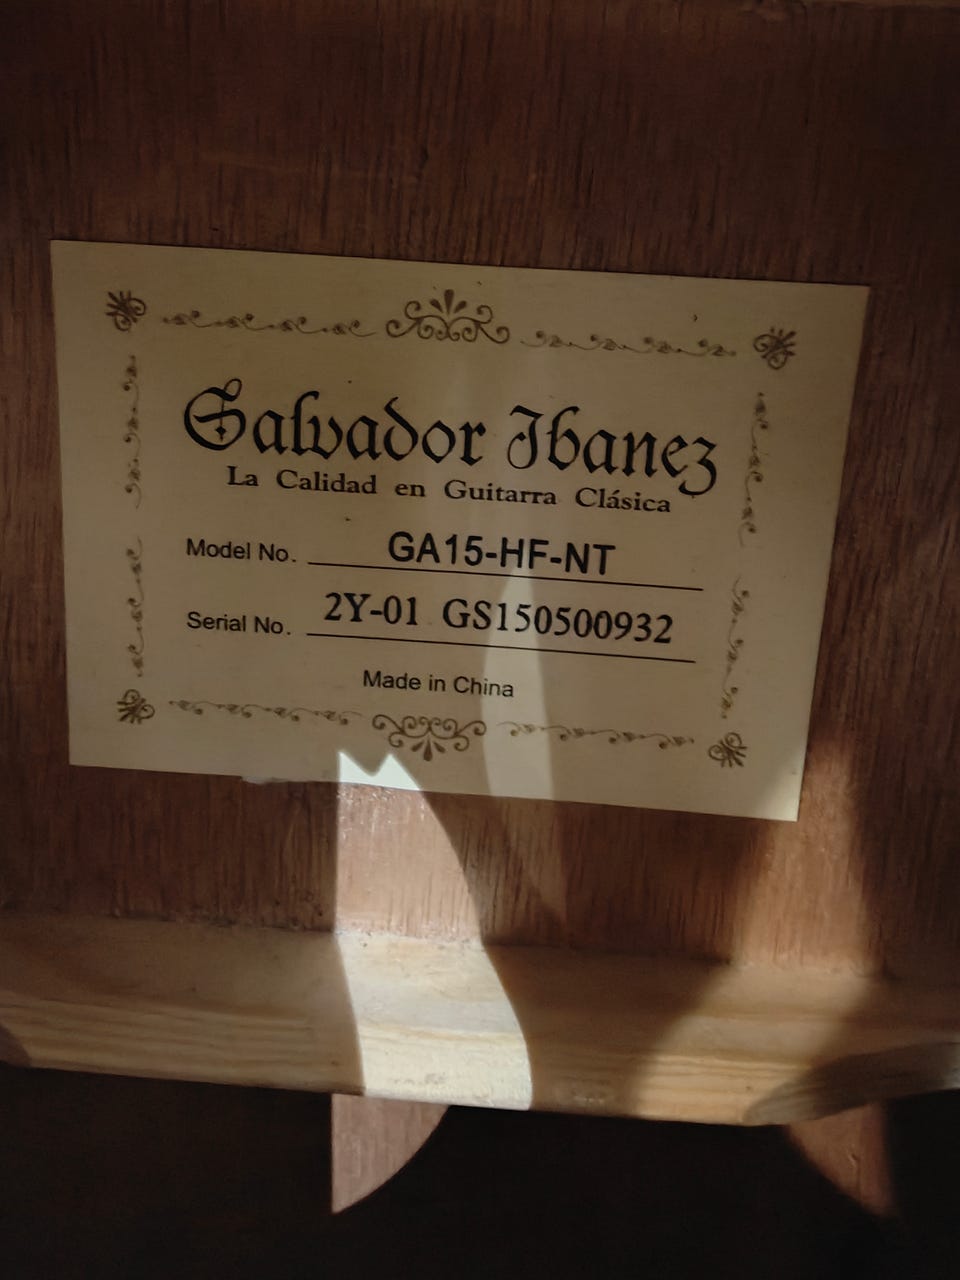 Salvador Ibanez
La Calidad en Guitarra Clásica
Model No. GA15-HF-NT
Serial No. 2Y-01 GS150500932
Made in China